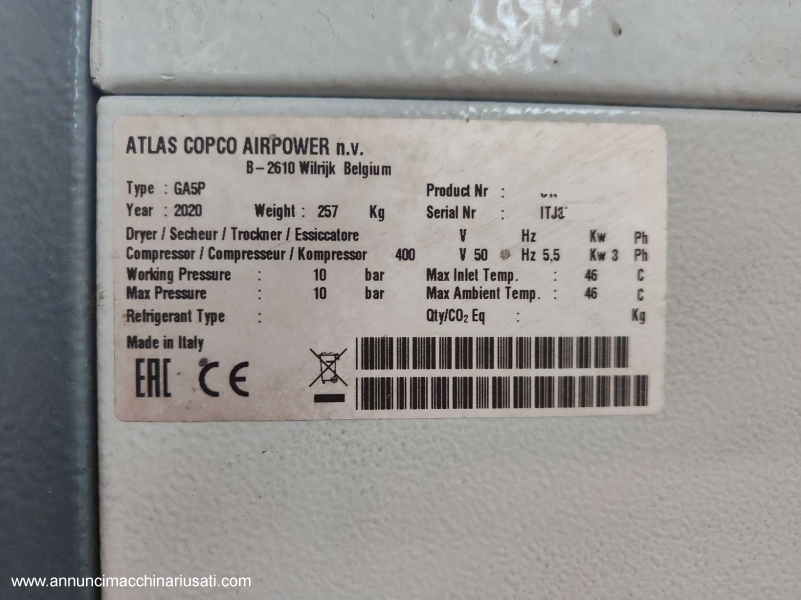 ATLAS COPCO AIRPOWER n.v.
B-2610 Wilrijk Belgium
Type : GA5P Product Nr :
Year : 2020 Weight : 257 Kg Serial Nr : ITJ3
Dryer / Secheur / Trockner / Essiccatore V Hz Kw Ph
Compressor / Compresseur / Kompressor 400 V 50 Hz 5,5 Kw 3 Ph
Working Pressure : 10 bar Max Inlet Temp. : 46 C
Max Pressure : 10 bar Max Ambient Temp. : 46 C
Refrigerant Type : Qty/CO₂ Eq : Kg
Made in Italy
EAC CE
www.annuncimacchinariusati.com